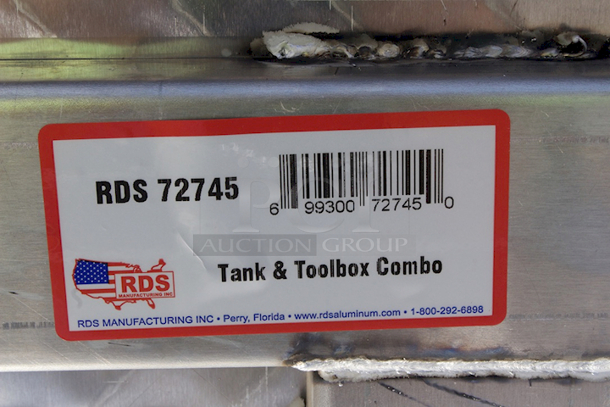 RDS 72745
6 99300 72745 0
PCI
AUCTION GROUP
Tank & Toolbox Combo
RDS
MANUFACTURING INC
RDS MANUFACTURING INC • Perry, Florida • www.rdsaluminum.com • 1-800-292-6898